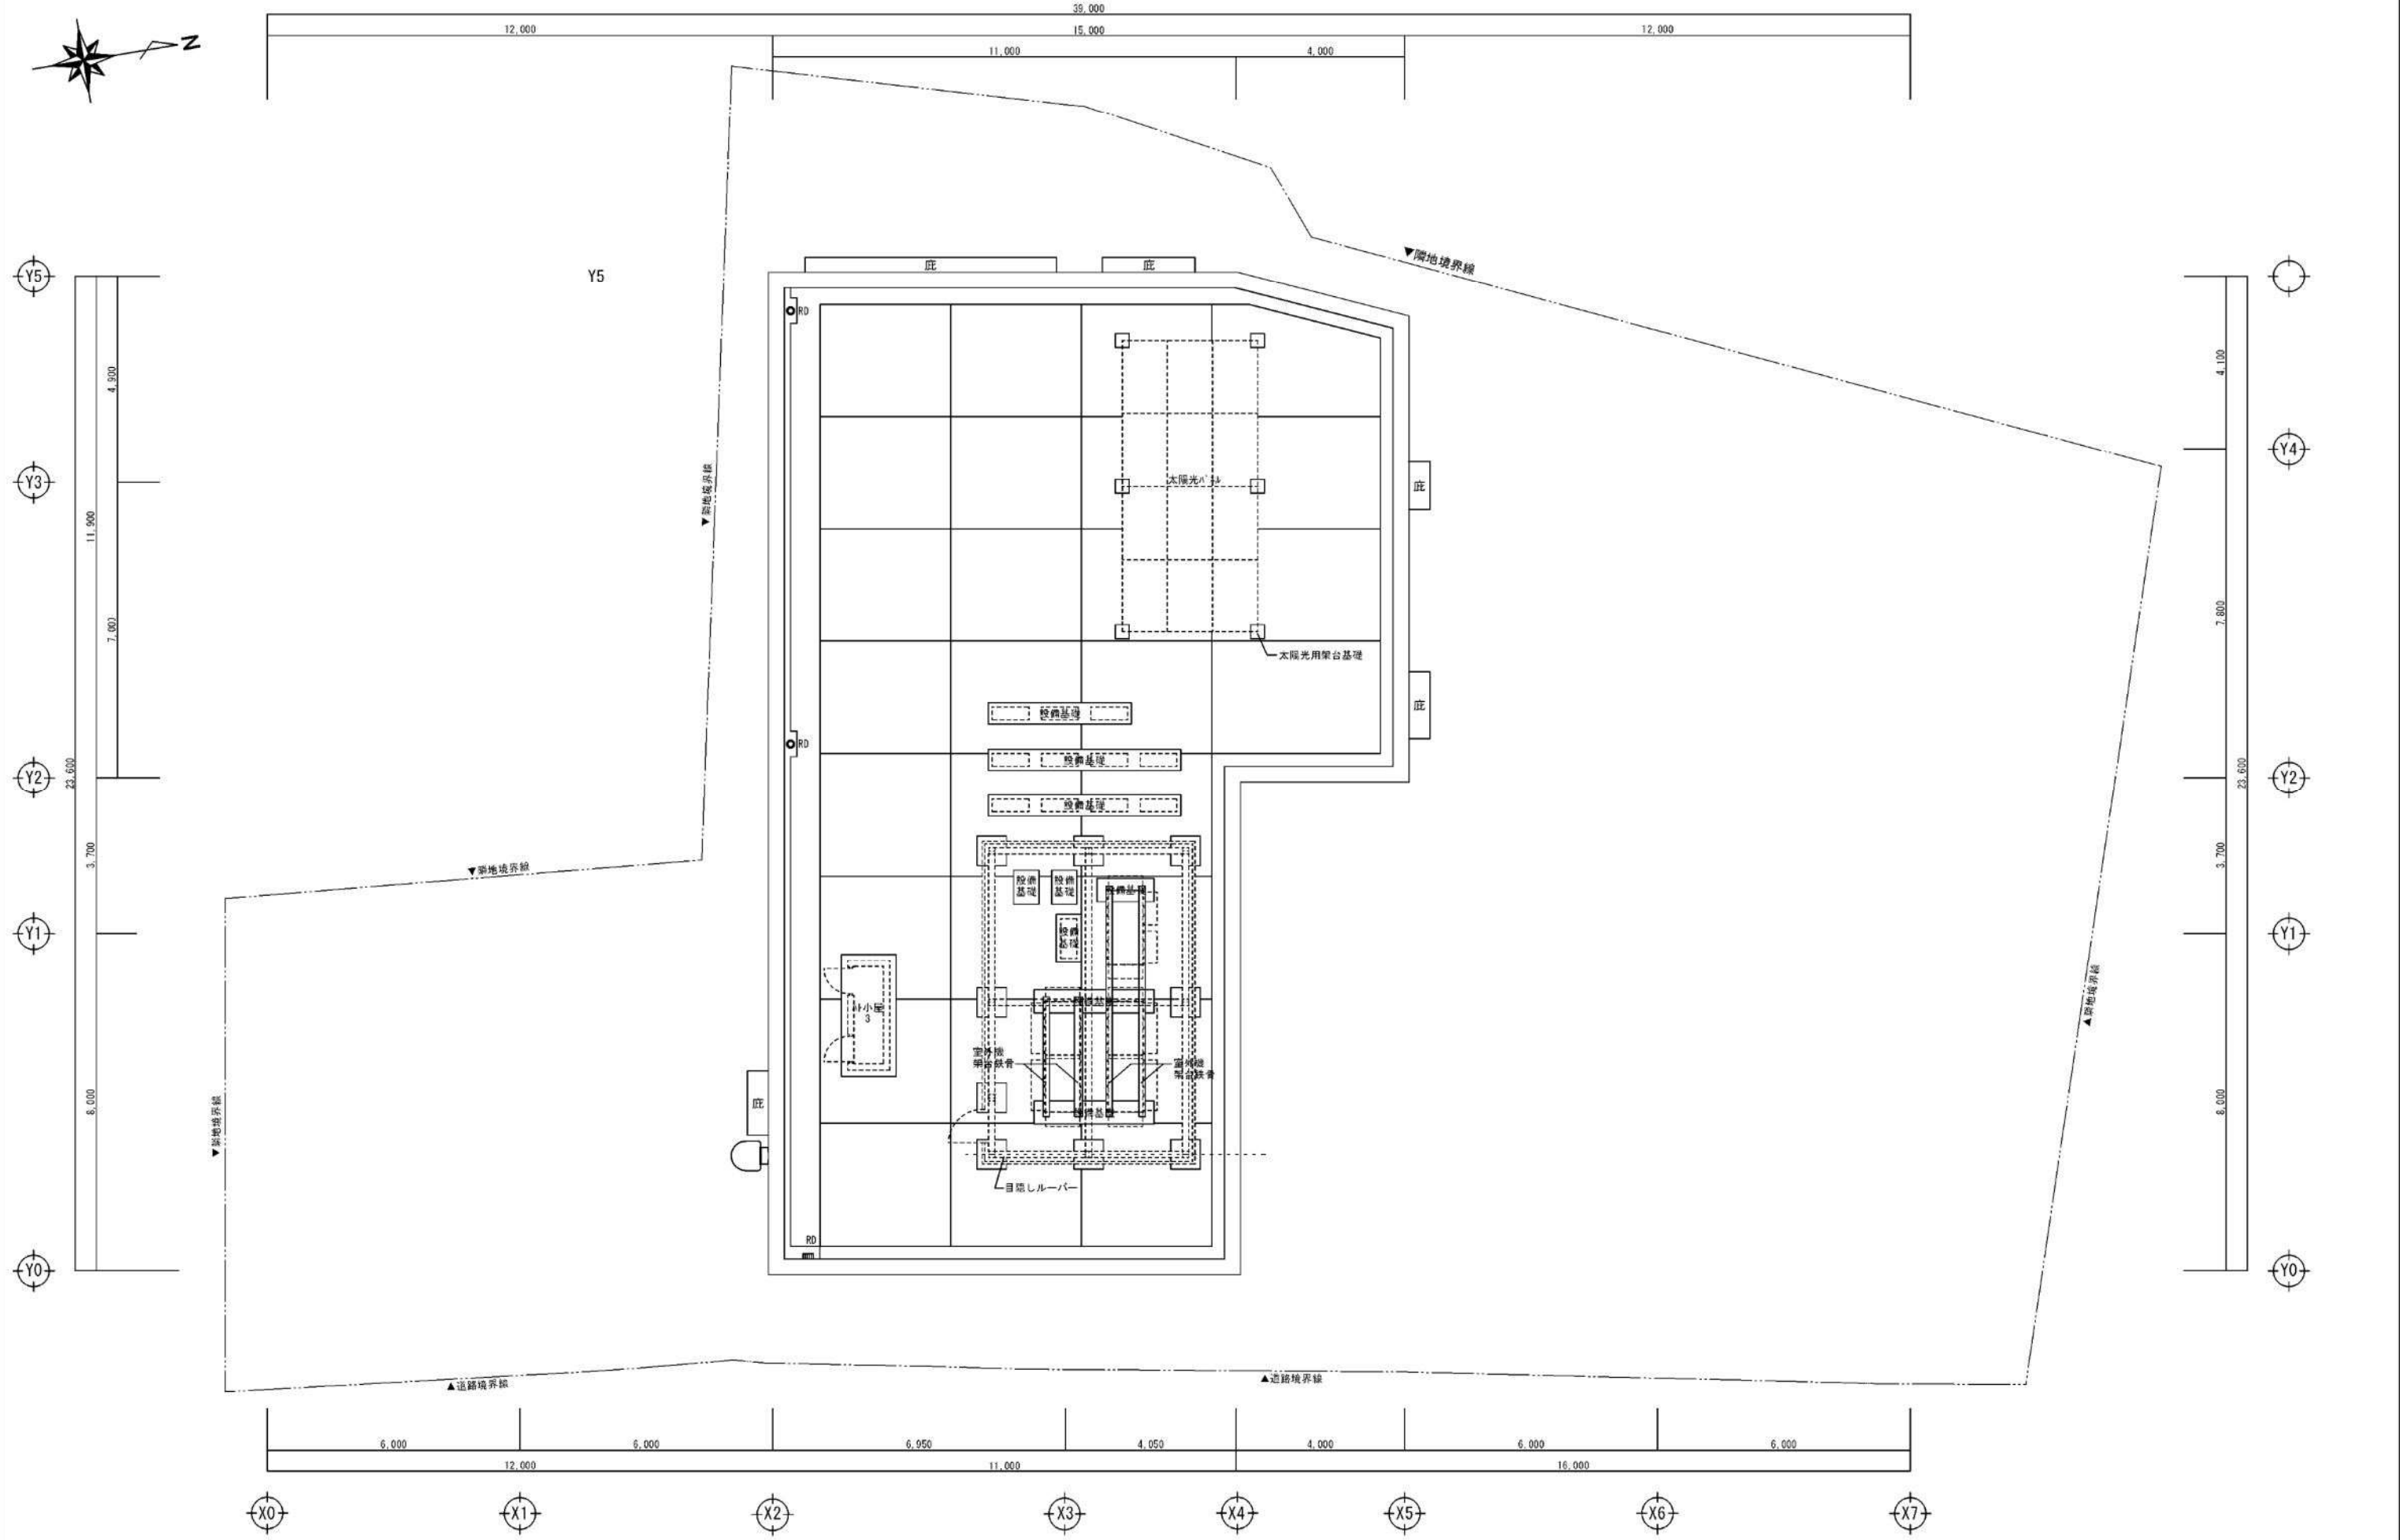 39,000
12,000
15,000
12,000
11,000
4,000
N
▼隣地境界線
Y5
Y5
庇
庇
RD
4,900
4,100
▼隣地境界線
Y4
Y3
太陽光パネル
庇
11,900
7,800
太陽光用架台基礎
庇
設備基礎
RD
設備基礎
Y2
23,600
23,600
Y2
設備基礎
3,700
3,700
▼隣地境界線
設備
基礎
設備
基礎
設備基礎
Y1
Y1
設備
基礎
小屋
3
設備基礎
▲隣地境界線
室外機
架台鉄骨
室外機
架台鉄骨
庇
8,000
8,000
設備基礎
▼隣地境界線
目隠しルーバー
RD
Y0
Y0
▲道路境界線
▲道路境界線
6,000
6,000
6,950
4,050
4,000
6,000
6,000
12,000
11,000
16,000
X0
X1
X2
X3
X4
X5
X6
X7